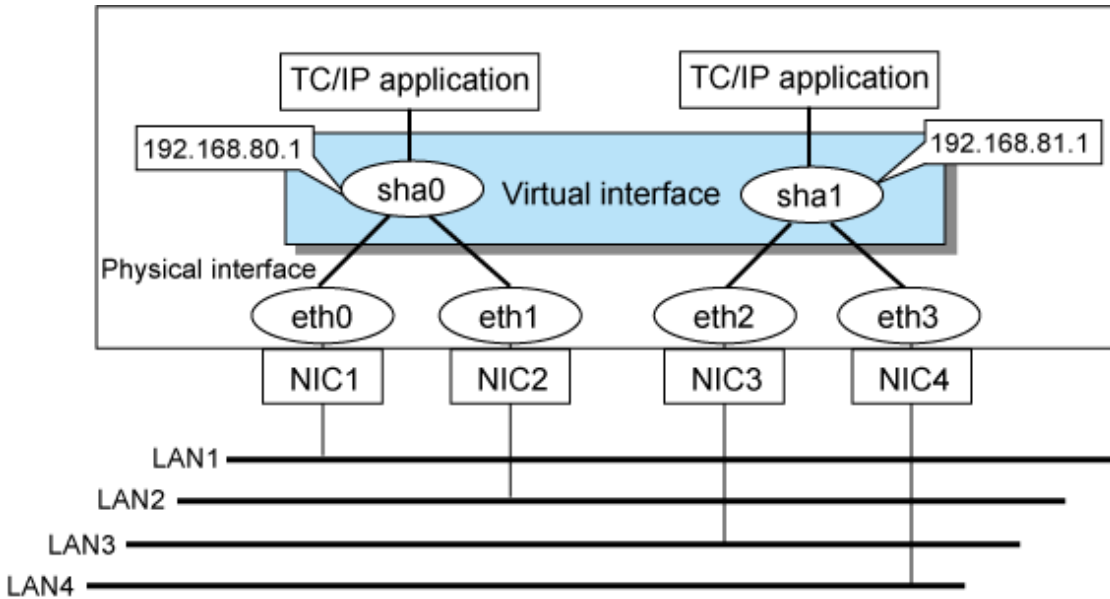 TC/IP application
TC/IP application
192.168.80.1
192.168.81.1
sha0
Virtual interface
sha1
Physical interface
eth0
eth1
eth2
eth3
NIC1
NIC2
NIC3
NIC4
LAN1
LAN2
LAN3
LAN4